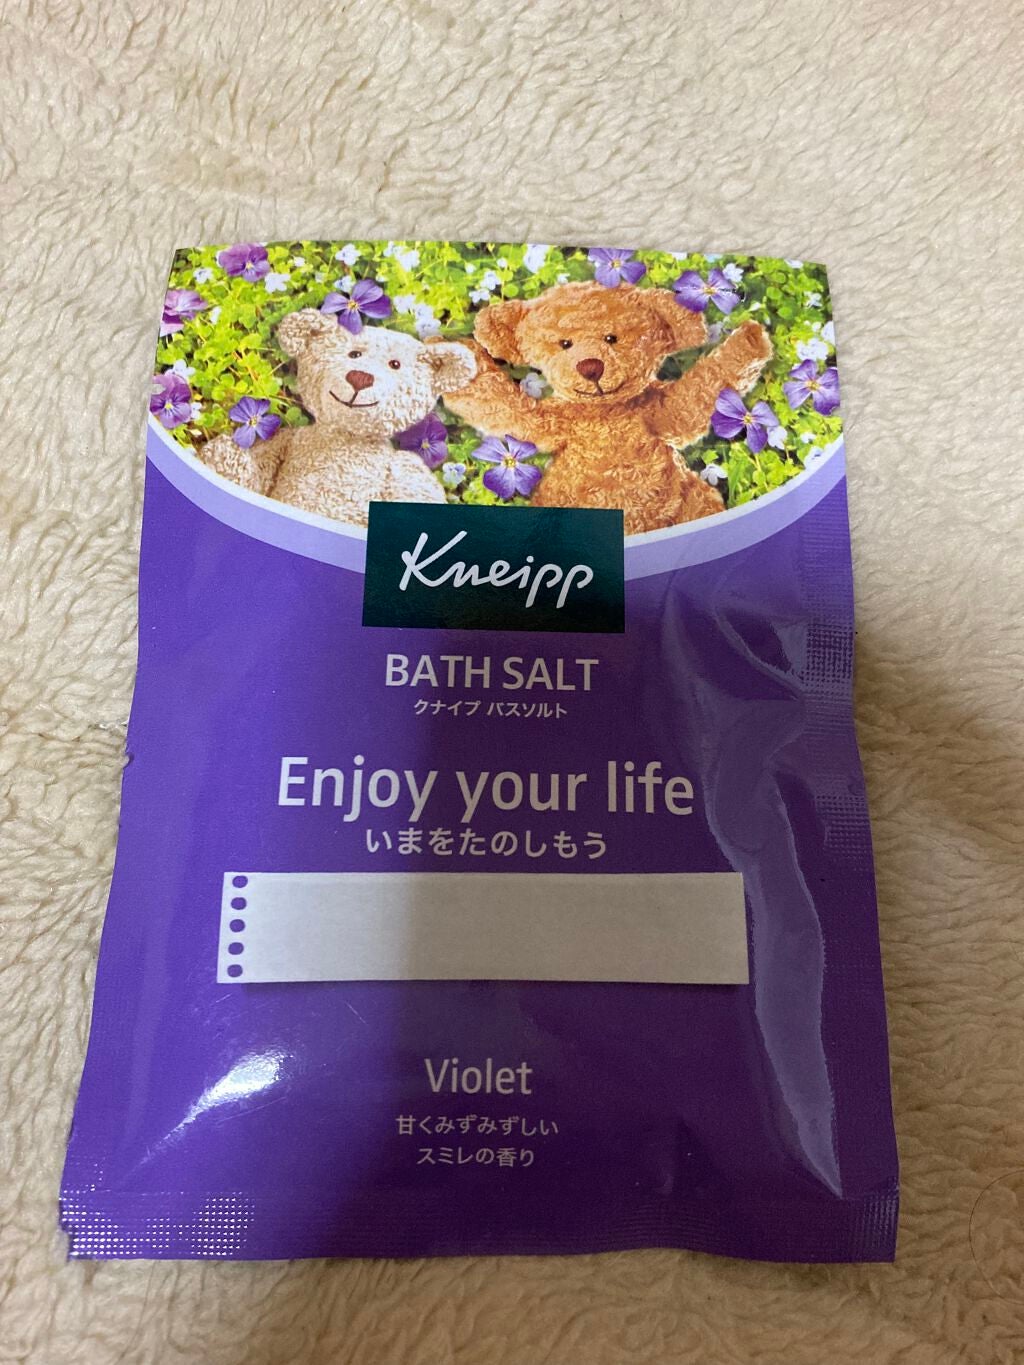 Kneipp
BATH SALT
クナイプ バスソルト
Enjoy your life
いまをたのしもう
Violet
甘くみずみずしい
スミレの香り